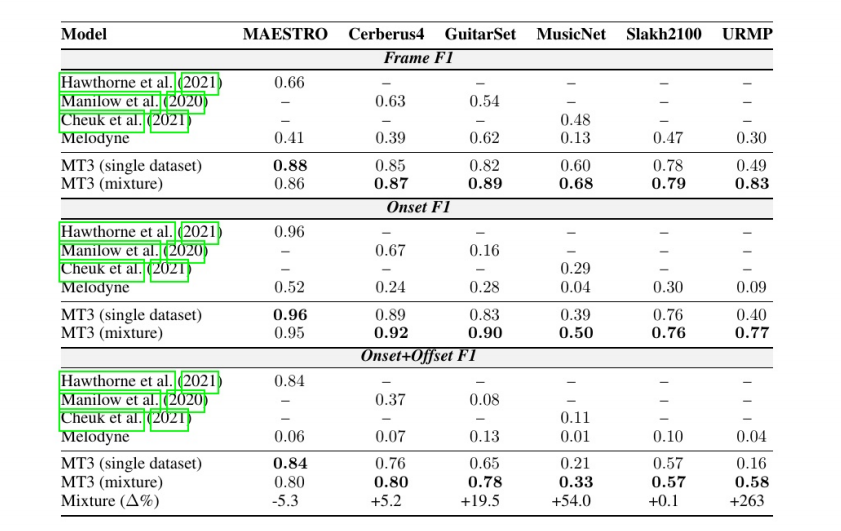 Model MAESTRO Cerberus4 GuitarSet MusicNet Slakh2100 URMP
Frame F1
Hawthorne et al. (2021) 0.66 – – – – –
Manilow et al. (2020) – 0.63 0.54 – – –
Cheuk et al. (2021) – – – 0.48 – –
Melodyne 0.41 0.39 0.62 0.13 0.47 0.30
MT3 (single dataset) 0.88 0.85 0.82 0.60 0.78 0.49
MT3 (mixture) 0.86 0.87 0.89 0.68 0.79 0.83
Onset F1
Hawthorne et al. (2021) 0.96 – – – – –
Manilow et al. (2020) – 0.67 0.16 – – –
Cheuk et al. (2021) – – – 0.29 – –
Melodyne 0.52 0.24 0.28 0.04 0.30 0.09
MT3 (single dataset) 0.96 0.89 0.83 0.39 0.76 0.40
MT3 (mixture) 0.95 0.92 0.90 0.50 0.76 0.77
Onset+Offset F1
Hawthorne et al. (2021) 0.84 – – – – –
Manilow et al. (2020) – 0.37 0.08 – – –
Cheuk et al. (2021) – – – 0.11 – –
Melodyne 0.06 0.07 0.13 0.01 0.10 0.04
MT3 (single dataset) 0.84 0.76 0.65 0.21 0.57 0.16
MT3 (mixture) 0.80 0.80 0.78 0.33 0.57 0.58
Mixture (Δ%) -5.3 +5.2 +19.5 +54.0 +0.1 +263